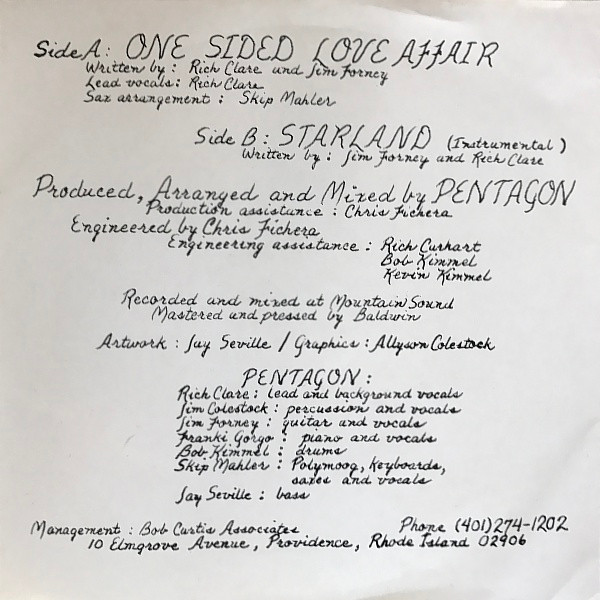 Side A: ONE SIDED LOVE AFFAIR
Written by: Rich Clare and Jim Forney
Lead vocals: Rich Clare
Sax arrangement: Skip Mahler
Side B: STARLAND (Instrumental)
Written by: Jim Forney and Rich Clare
Produced, Arranged and Mixed by PENTAGON
Production assistance: Chris Fichera
Engineered by Chris Fichera
Engineering assistance: Rich Curhart
Bob Kimmel
Kevin Kimmel
Recorded and mixed at Mountain Sound
Mastered and pressed by Baldwin
Artwork: Jay Seville / Graphics: Allyson Colestock
PENTAGON:
Rich Clare: lead and background vocals
Jim Colestock: percussion and vocals
Jim Forney: guitar and vocals
Franki Gorgo: piano and vocals
Bob Kimmel: drums
Skip Mahler: Polymoog, keyboards,
saxes and vocals
Jay Seville: bass
Management: Bob Curtis Associates Phone (401)274-1202
10 Elmgrove Avenue, Providence, Rhode Island 02906